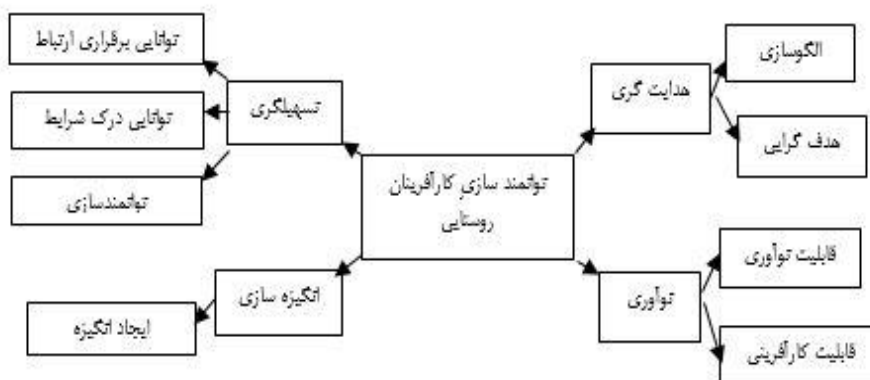 توانایی برقراری ارتباط
الگوسازی
تسهیلگری
هدایت گری
توانایی درک شرایط
هدف گرایی
توانمند سازی کارآفرینان
روستایی
توانمندسازی
قابلیت نوآوری
انگیزه سازی
نوآوری
ایجاد انگیزه
قابلیت کارآفرینی